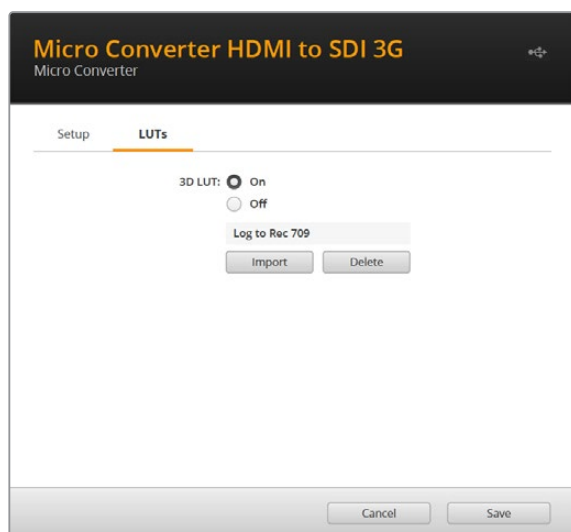 Micro Converter HDMI to SDI 3G
Micro Converter
Setup LUTs
3D LUT: On
Off
Log to Rec 709
Import Delete
Cancel Save